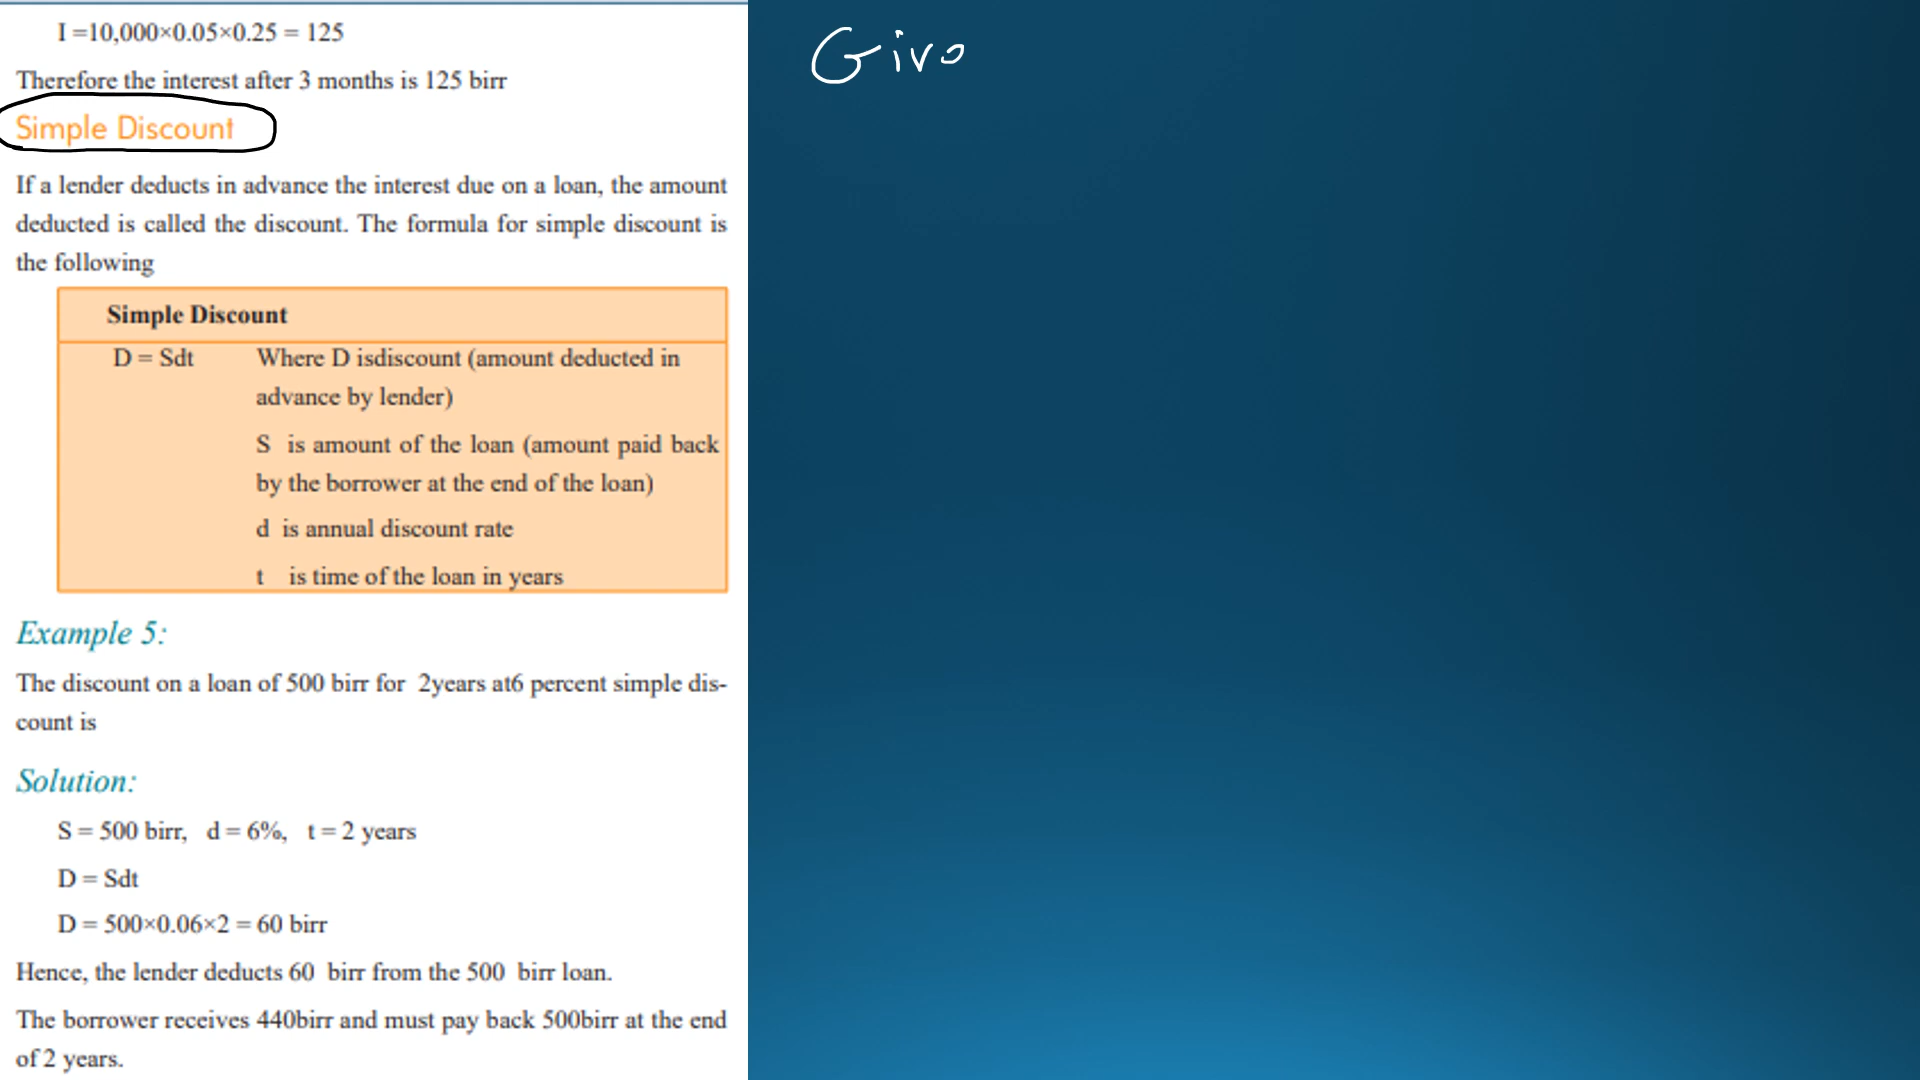 I =10,000×0.05×0.25 = 125
Therefore the interest after 3 months is 125 birr
Simple Discount
If a lender deducts in advance the interest due on a loan, the amount
deducted is called the discount. The formula for simple discount is
the following
Simple Discount
D = Sdt Where D isdiscount (amount deducted in
advance by lender)
S is amount of the loan (amount paid back
by the borrower at the end of the loan)
d is annual discount rate
t is time of the loan in years
Example 5:
The discount on a loan of 500 birr for 2years at6 percent simple dis-
count is
Solution:
S = 500 birr, d = 6%, t = 2 years
D = Sdt
D = 500×0.06×2 = 60 birr
Hence, the lender deducts 60 birr from the 500 birr loan.
The borrower receives 440birr and must pay back 500birr at the end
of 2 years.